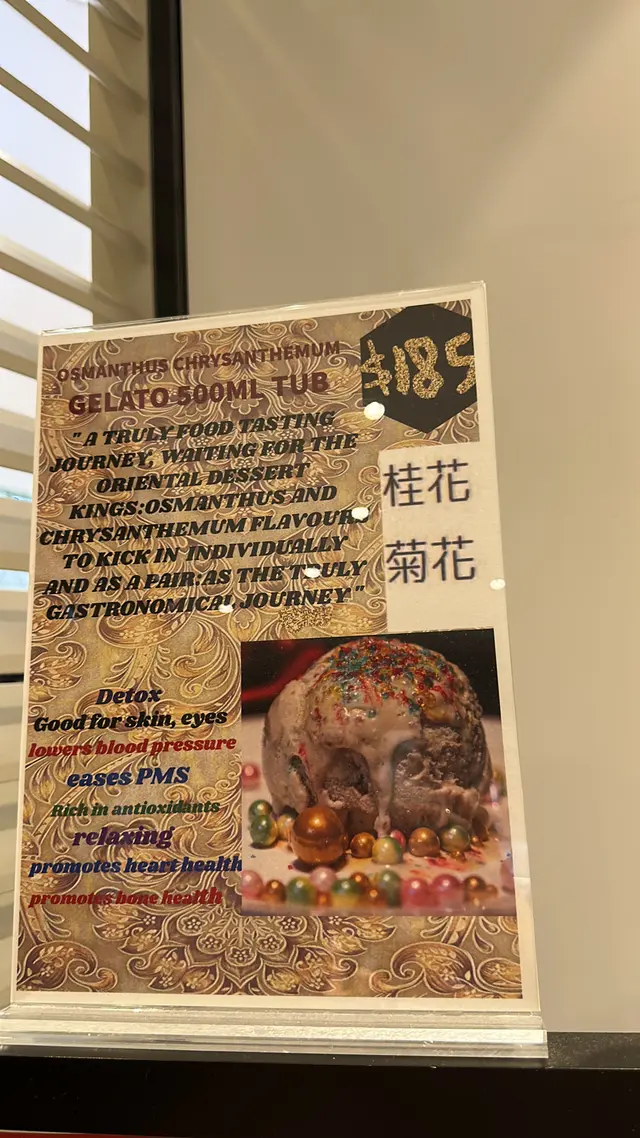 OSMANTHUS CHRYSANTHEMUM
GELATO 500ML TUB
$185
" A TRULY FOOD TASTING
JOURNEY, WAITING FOR THE
ORIENTAL DESSERT
KINGS:OSMANTHUS AND
CHRYSANTHEMUM FLAVOURS
TO KICK IN INDIVIDUALLY
AND AS A PAIR:AS THE TRULY
GASTRONOMICAL JOURNEY"
桂花
菊花
Detox
Good for skin, eyes
lowers blood pressure
eases PMS
Rich in antioxidants
relaxing
promotes heart health
promotes bone health